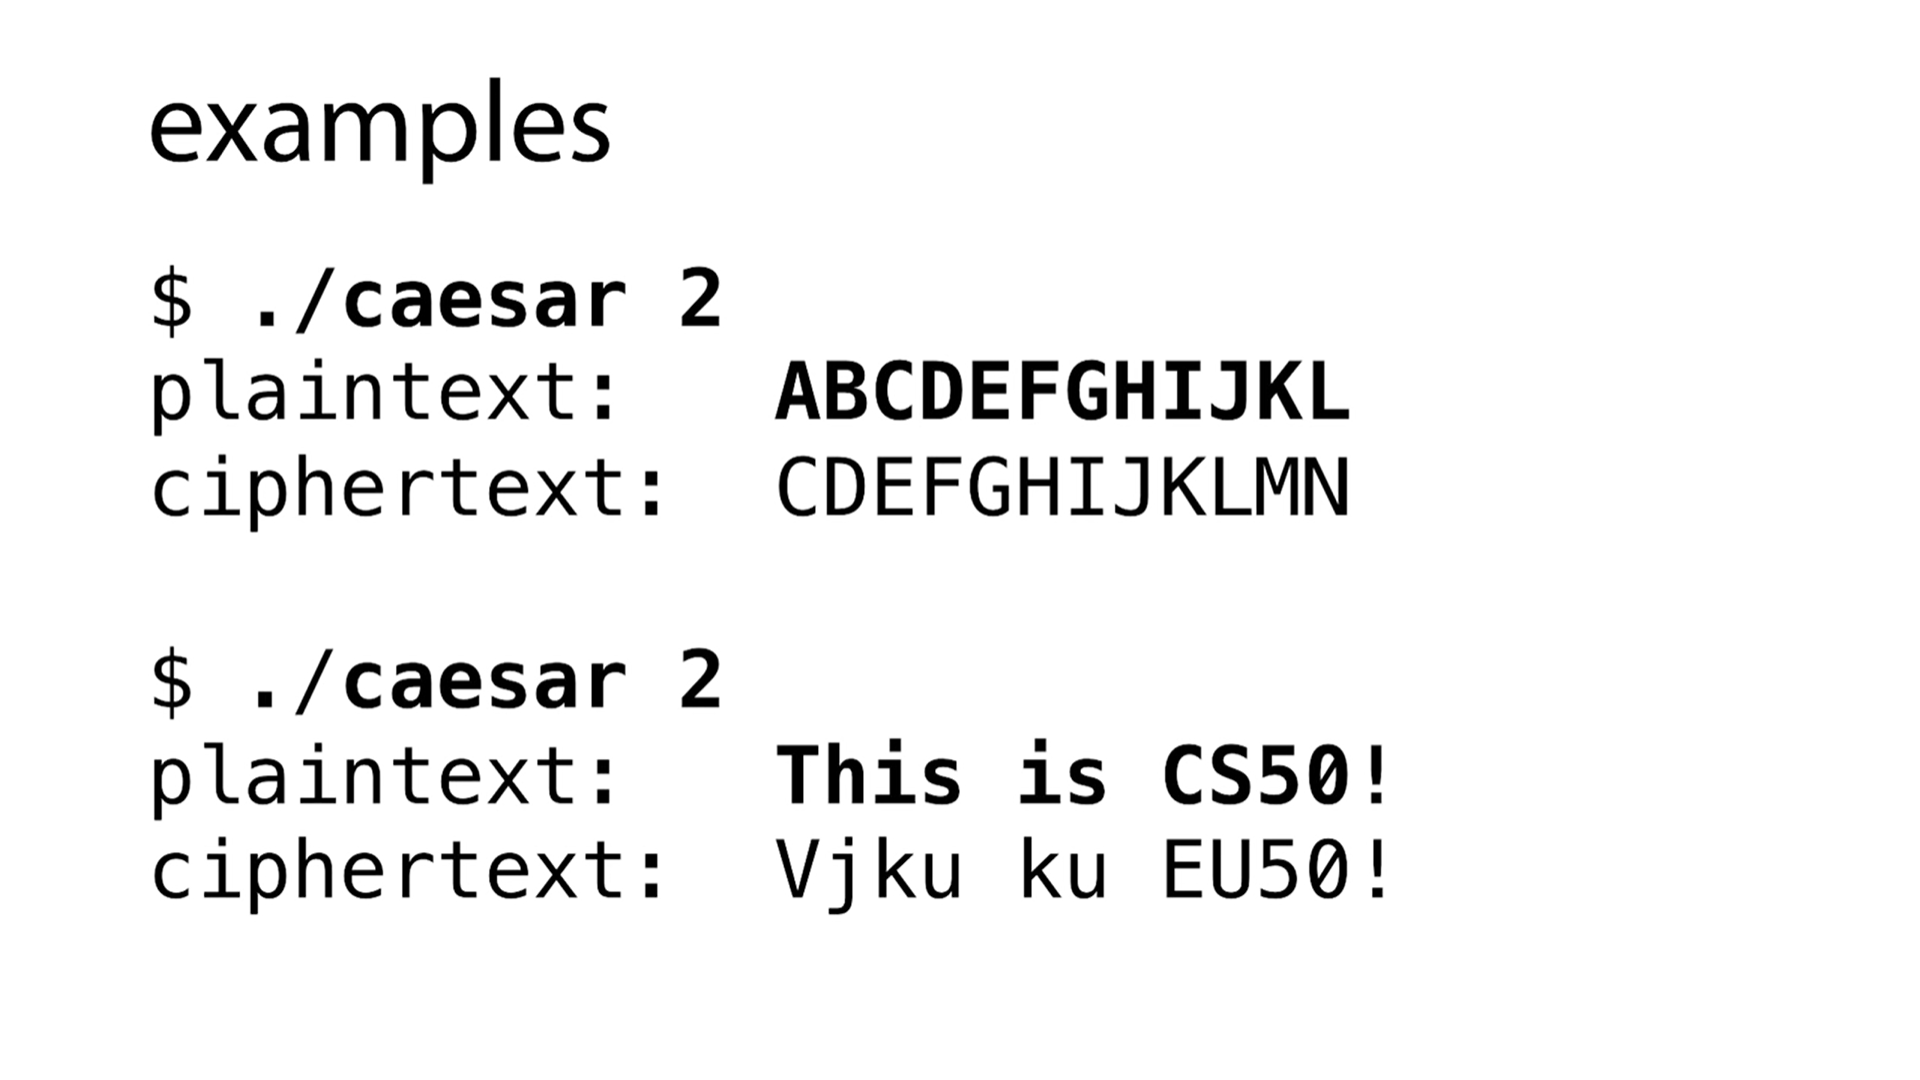 examples
$ ./caesar 2
plaintext: ABCDEFGHIJKL
ciphertext: CDEFGHIJKLMN
$ ./caesar 2
plaintext: This is CS50!
ciphertext: Vjku ku EU50!